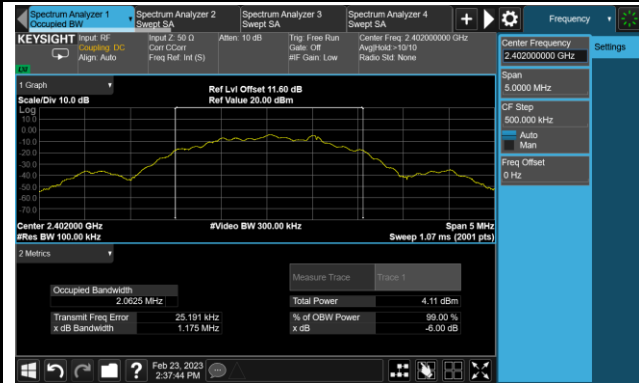 Spectrum Analyzer 1
Occupied BW
Spectrum Analyzer 2
Swept SA
Spectrum Analyzer 3
Swept SA
Spectrum Analyzer 4
Swept SA
Frequency
KEYSIGHT
Input: RF
Coupling: DC
Align: Auto
Input Z: 50 Ω
Corr CCorr
Freq Ref: Int (S)
Atten: 10 dB
Trig: Free Run
Gate: Off
#IF Gain: Low
Center Freq: 2.402000000 GHz
Avg|Hold:>10/10
Radio Std: None
Center Frequency
2.402000000 GHz
Settings
Span
5.0000 MHz
CF Step
500.000 kHz
Auto
Man
Freq Offset
0 Hz
1 Graph
Scale/Div 10.0 dB
Ref Lvl Offset 11.60 dB
Ref Value 20.00 dBm
Log
10.0
0.00
-10.0
-20.0
-30.0
-40.0
-50.0
-60.0
-70.0
Center 2.402000 GHz
#Res BW 100.00 kHz
#Video BW 300.00 kHz
Span 5 MHz
Sweep 1.07 ms (2001 pts)
2 Metrics
Measure Trace
Trace 1
Occupied Bandwidth
2.0625 MHz
Total Power
4.11 dBm
Transmit Freq Error
25.191 kHz
% of OBW Power
99.00 %
x dB Bandwidth
1.175 MHz
x dB
-6.00 dB
Feb 23, 2023
2:37:44 PM